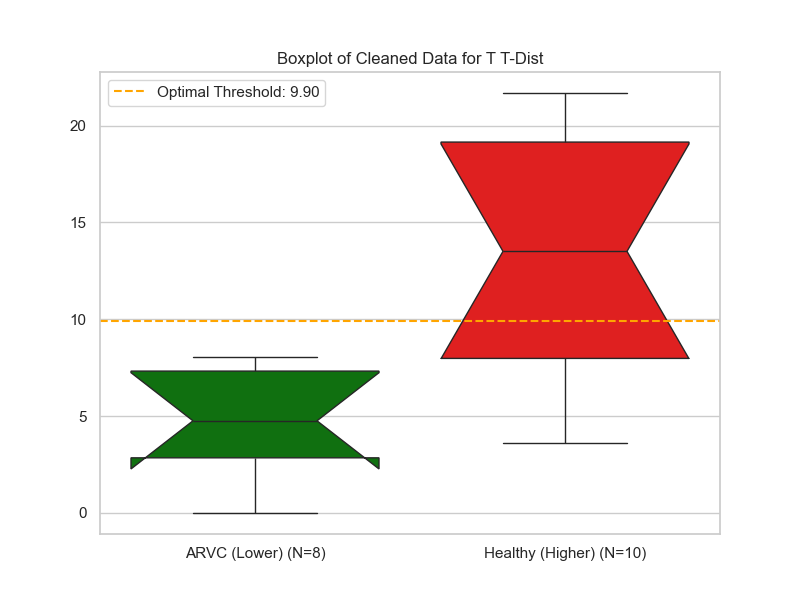 Boxplot of Cleaned Data for T T-Dist
Optimal Threshold: 9.90
20
15
10
5
0
ARVC (Lower) (N=8)
Healthy (Higher) (N=10)